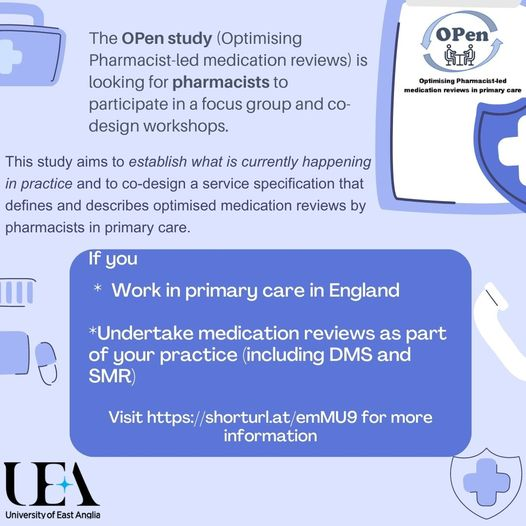 The OPen study (Optimising
Pharmacist-led medication reviews) is
looking for pharmacists to
participate in a focus group and co-
design workshops.
OPen
Optimising Pharmacist-led
medication reviews in primary care
This study aims to establish what is currently happening
in practice and to co-design a service specification that
defines and describes optimised medication reviews by
pharmacists in primary care.
If you
* Work in primary care in England
*Undertake medication reviews as part
of your practice (including DMS and
SMR)
Visit https://shorturl.at/emMU9 for more
information
UEA
University of East Anglia